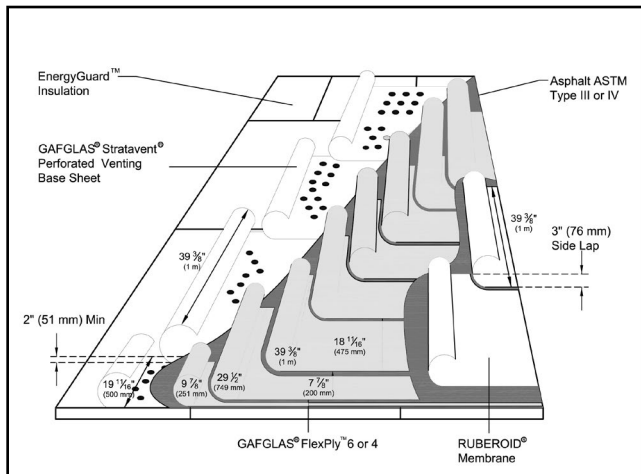 EnergyGuard™
Insulation
Asphalt ASTM
Type III or IV
GAFGLAS® Stratavent®
Perforated Venting
Base Sheet
39 3⁄8"
(1 m)
3" (76 mm)
Side Lap
39 3⁄8"
(1 m)
2" (51 mm) Min
18 11⁄16"
(475 mm)
39 3⁄8"
(1 m)
29 1⁄2"
(749 mm)
19 11⁄16"
(500 mm)
9 7⁄8"
(251 mm)
7 7⁄8"
(200 mm)
GAFGLAS® FlexPly™ 6 or 4
RUBEROID®
Membrane